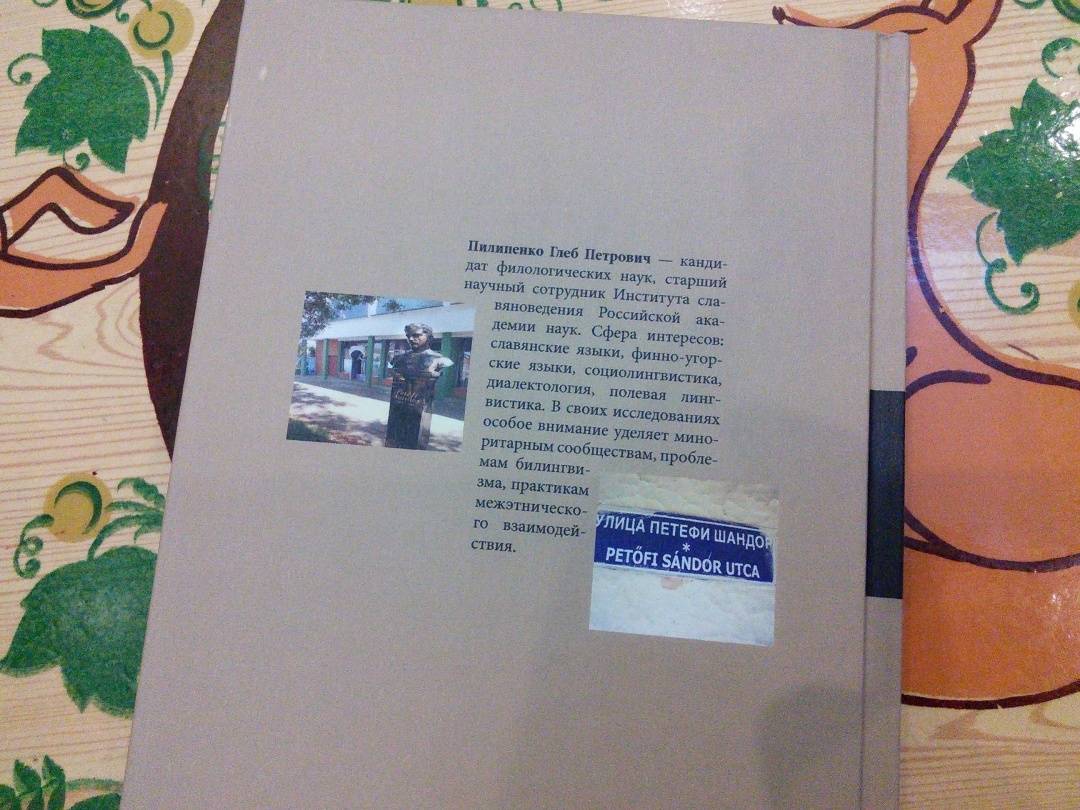 Пилипенко Глеб Петрович — канди-
дат филологических наук, старший
научный сотрудник Института сла-
вяноведения Российской ака-
демии наук. Сфера интересов:
славянские языки, финно-угор-
ские языки, социолингвистика,
диалектология, полевая линг-
вистика. В своих исследованиях
особое внимание уделяет мино-
ритарным сообществам, пробле-
мам билингви-
зма, практикам
межэтническо-
го взаимодей-
ствия.
УЛИЦА ПЕТЕФИ ШАНДОР
*
PETŐFI SÁNDOR UTCA